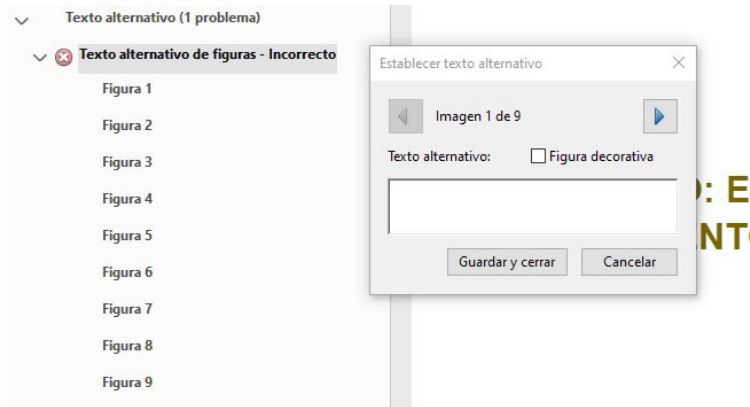 Texto alternativo (1 problema)
Texto alternativo de figuras - Incorrecto
Figura 1
Figura 2
Figura 3
Figura 4
Figura 5
Figura 6
Figura 7
Figura 8
Figura 9
Establecer texto alternativo
Imagen 1 de 9
Texto alternativo: Figura decorativa
Guardar y cerrar Cancelar
: E
NT